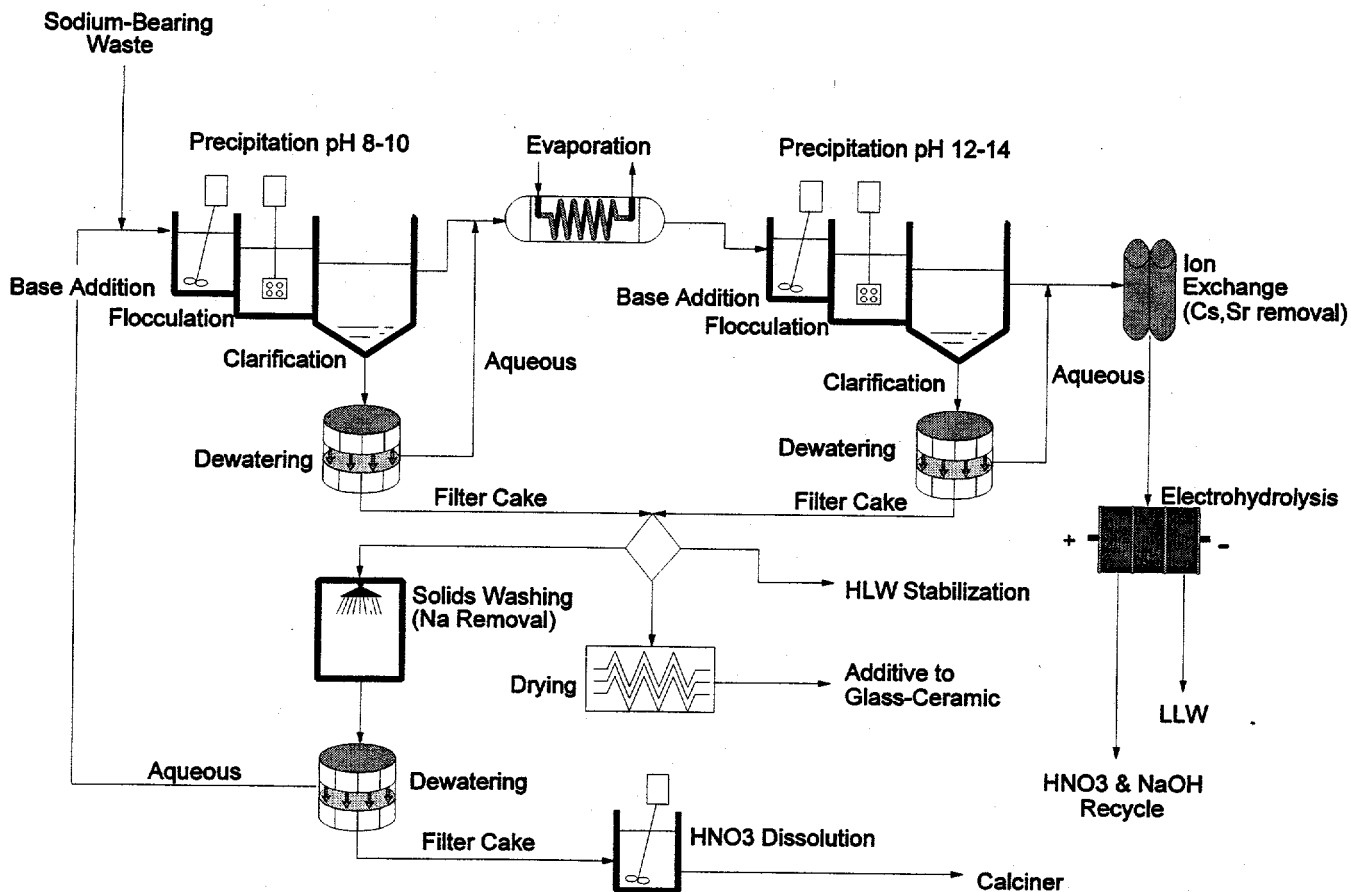 Sodium-Bearing
Waste
Precipitation pH 8-10
Evaporation
Precipitation pH 12-14
Base Addition
Flocculation
Clarification
Aqueous
Dewatering
Filter Cake
Base Addition
Flocculation
Clarification
Aqueous
Dewatering
Filter Cake
Ion
Exchange
(Cs,Sr removal)
Electrohydrolysis
+
-
LLW
HNO3 & NaOH
Recycle
HLW Stabilization
Solids Washing
(Na Removal)
Drying
Additive to
Glass-Ceramic
Aqueous
Dewatering
Filter Cake
HNO3 Dissolution
Calciner